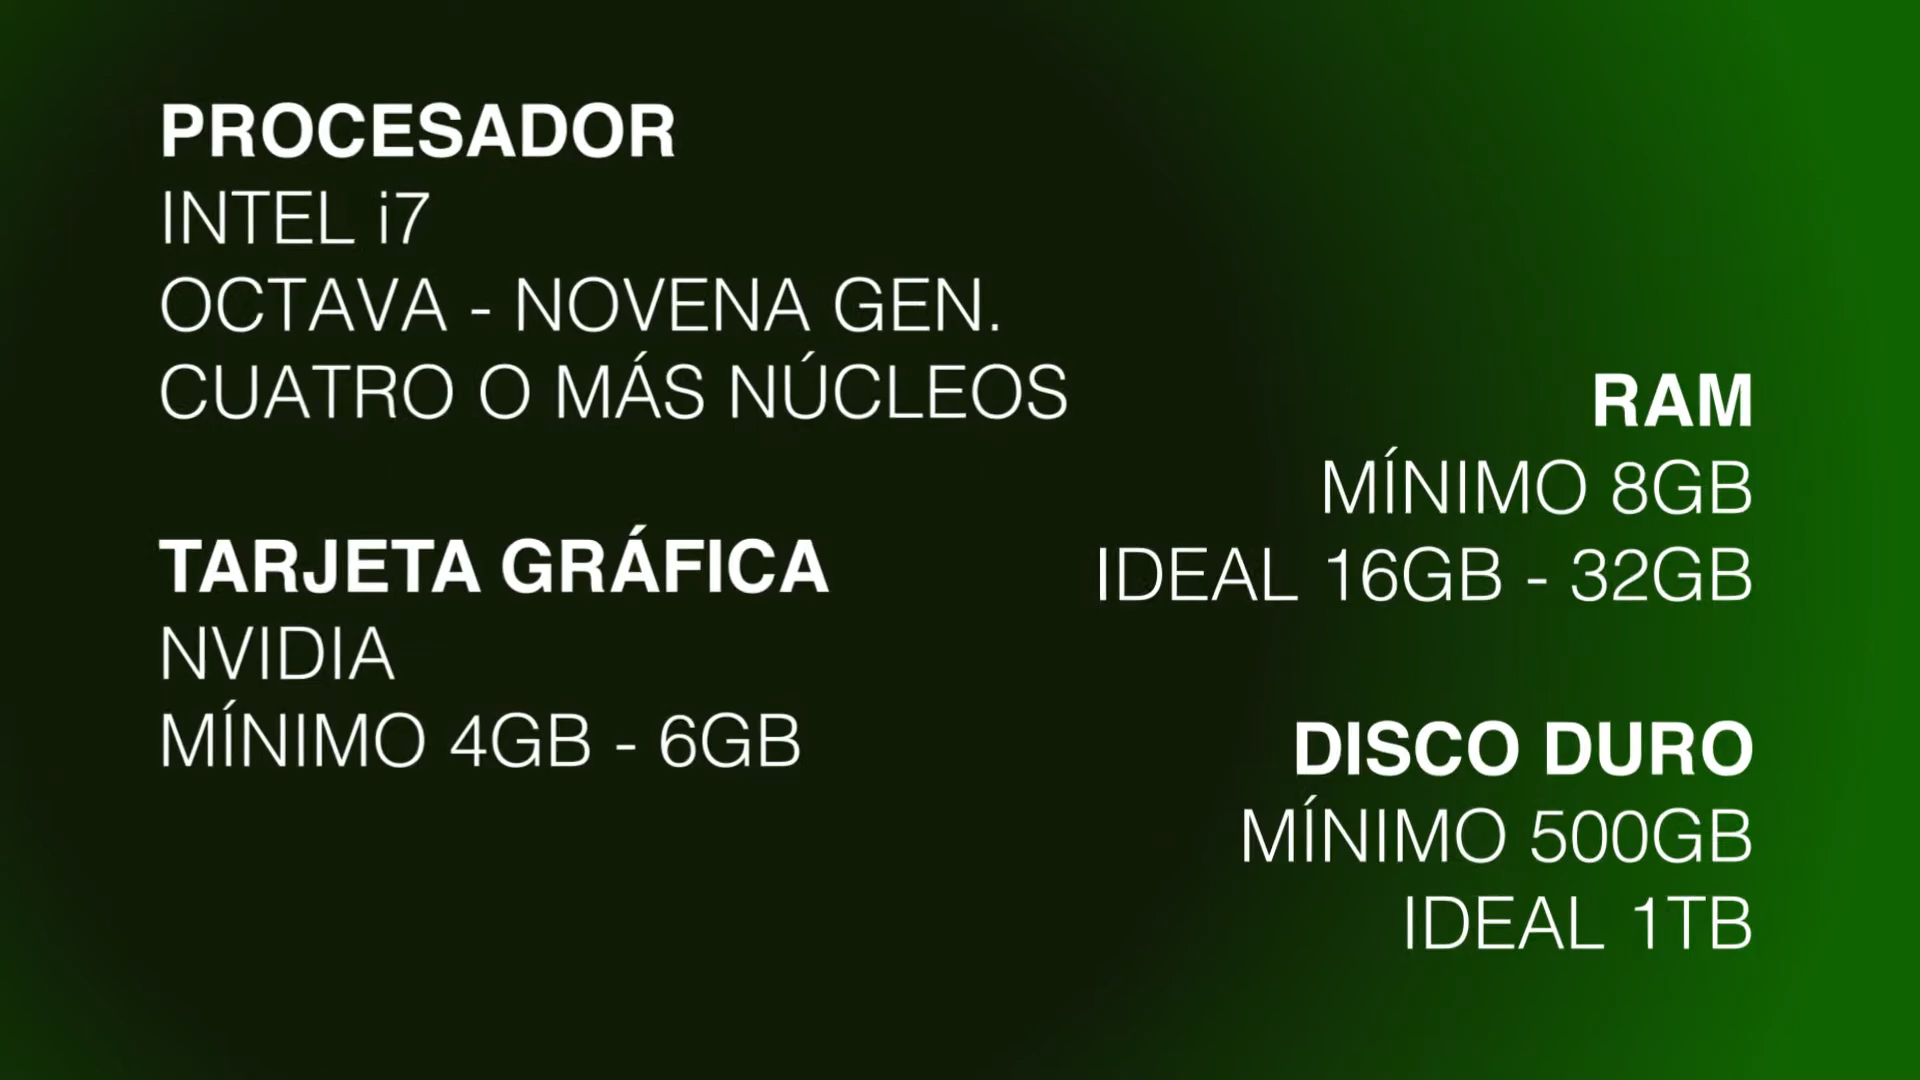 PROCESADOR
INTEL i7
OCTAVA - NOVENA GEN.
CUATRO O MÁS NÚCLEOS
TARJETA GRÁFICA
NVIDIA
MÍNIMO 4GB - 6GB
RAM
MÍNIMO 8GB
IDEAL 16GB - 32GB
DISCO DURO
MÍNIMO 500GB
IDEAL 1TB